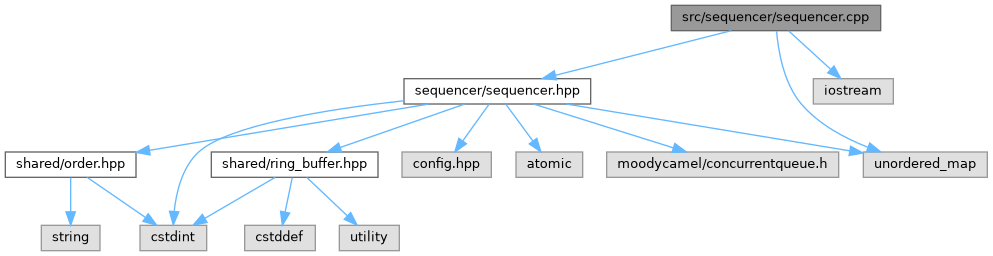 src/sequencer/sequencer.cpp
sequencer/sequencer.hpp
iostream
shared/order.hpp
shared/ring_buffer.hpp
config.hpp
atomic
moodycamel/concurrentqueue.h
unordered_map
string
cstdint
cstddef
utility